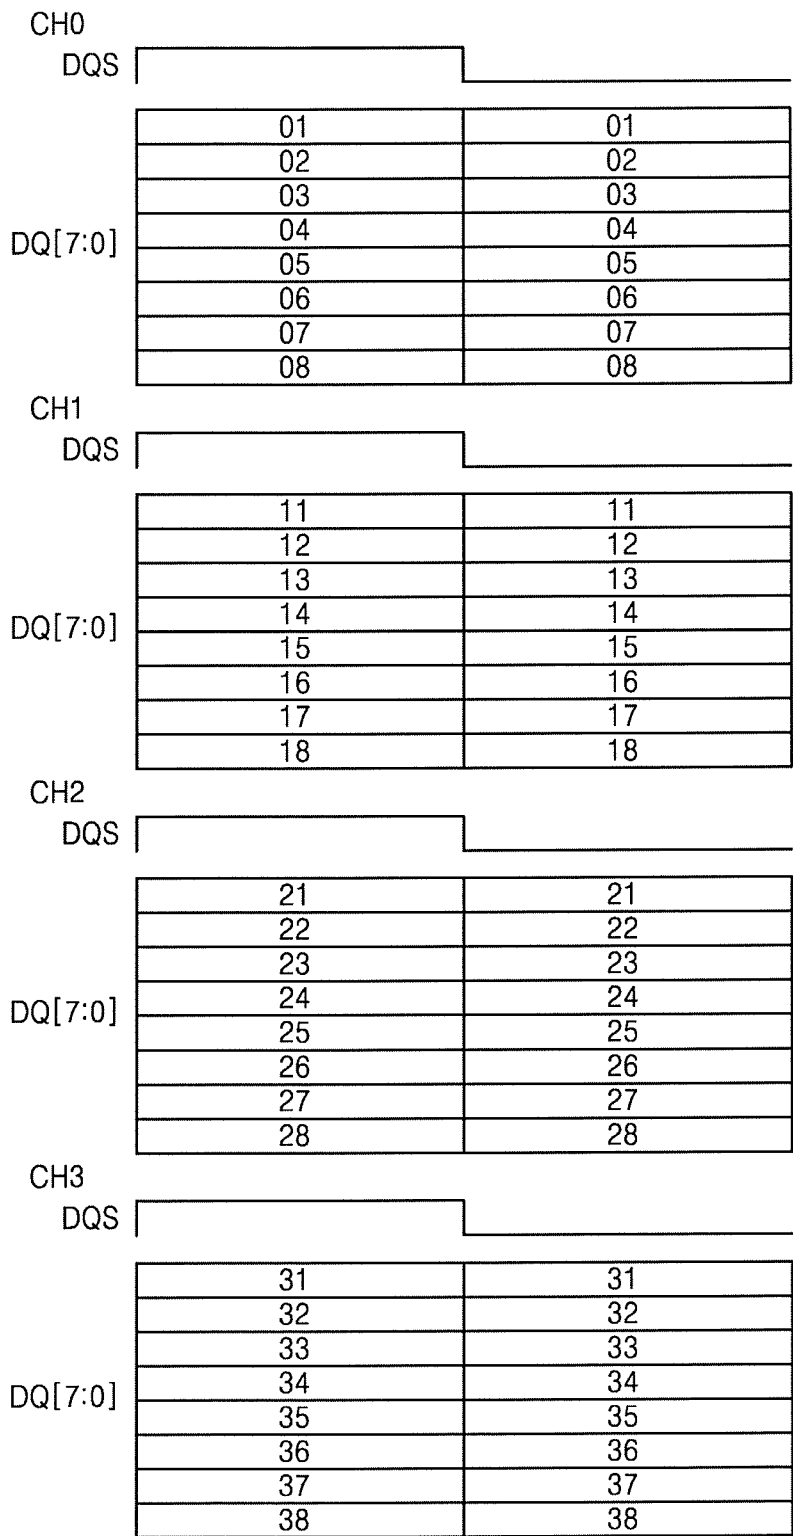 CH0
DQS
01 01
02 02
03 03
04 04
DQ[7:0]
05 05
06 06
07 07
08 08
CH1
DQS
11 11
12 12
13 13
14 14
DQ[7:0]
15 15
16 16
17 17
18 18
CH2
DQS
21 21
22 22
23 23
24 24
DQ[7:0]
25 25
26 26
27 27
28 28
CH3
DQS
31 31
32 32
33 33
34 34
DQ[7:0]
35 35
36 36
37 37
38 38